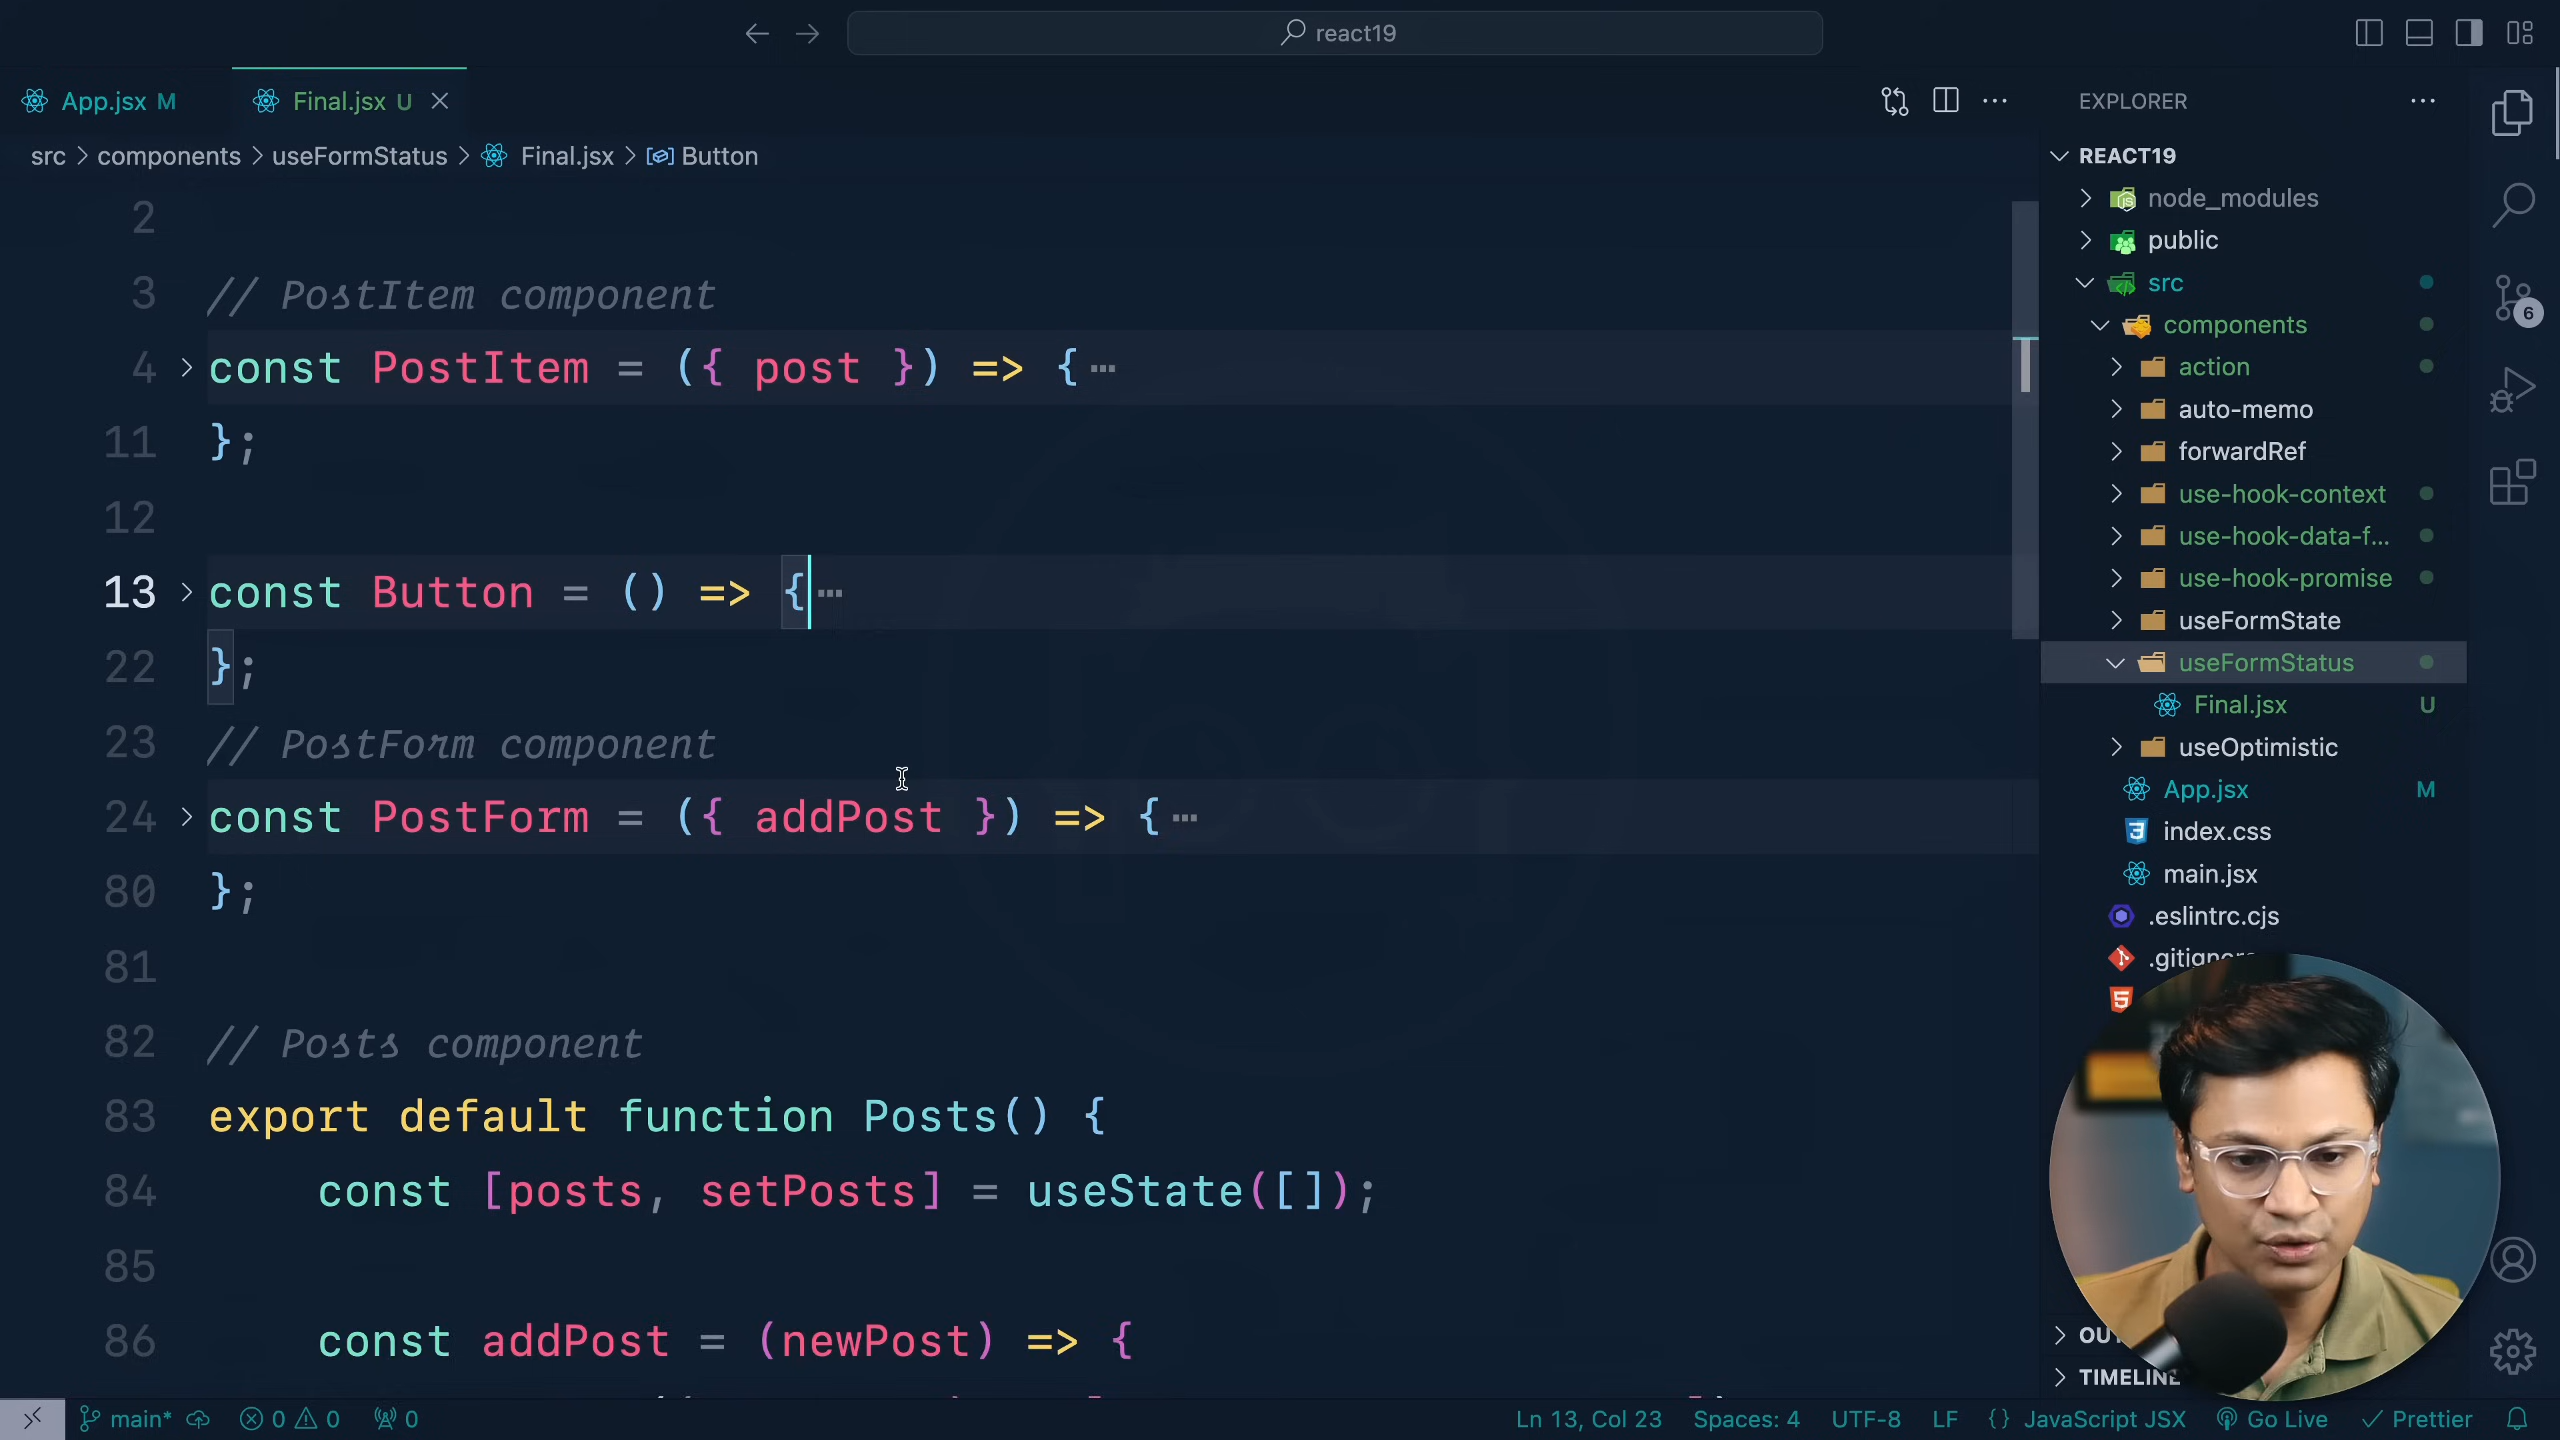 react19
App.jsx M
Final.jsx U
src > components > useFormStatus > Final.jsx > Button
2
3 // PostItem component
4 const PostItem = ({ post }) => {
11 };
12
13 const Button = () => {
22 };
23 // PostForm component
24 const PostForm = ({ addPost }) => {
80 };
81
82 // Posts component
83 export default function Posts() {
84 const [posts, setPosts] = useState([]);
85
86 const addPost = (newPost) => {
EXPLORER
REACT19
node_modules
public
src
components
action
auto-memo
forwardRef
use-hook-context
use-hook-data-f...
use-hook-promise
useFormState
useFormStatus
Final.jsx U
useOptimistic
App.jsx M
index.css
main.jsx
.eslintrc.cjs
TIMELINE
6
main* 0 0 0
Ln 13, Col 23 Spaces: 4 UTF-8 LF {} JavaScript JSX Go Live Prettier